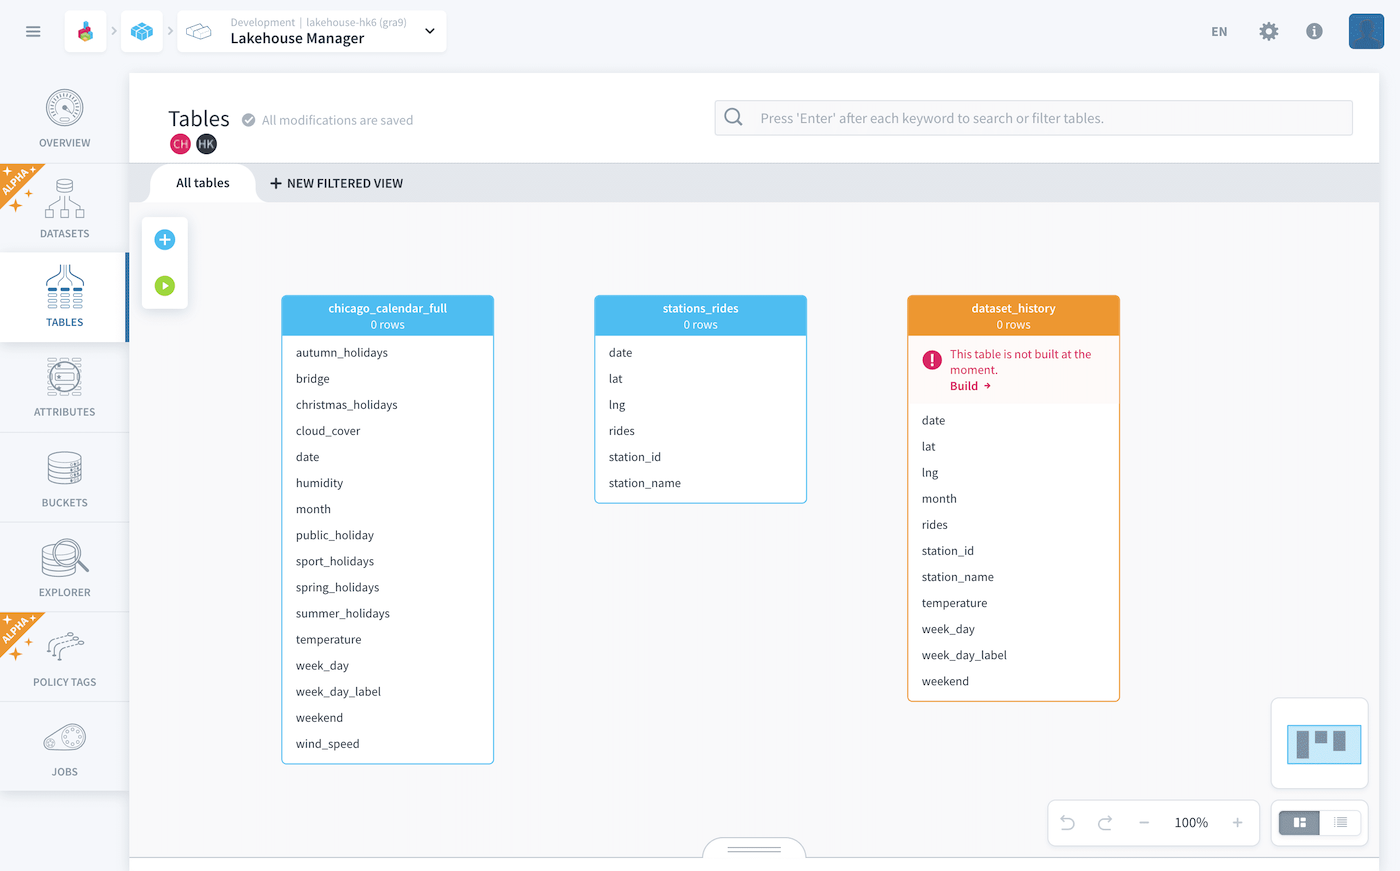 Development | lakehouse-hk6 (gra9)
Lakehouse Manager
EN
OVERVIEW
ALPHA
DATASETS
TABLES
ATTRIBUTES
BUCKETS
EXPLORER
ALPHA
POLICY TAGS
JOBS
Tables
All modifications are saved
CH HK
Press 'Enter' after each keyword to search or filter tables.
All tables
NEW FILTERED VIEW
chicago_calendar_full
0 rows
autumn_holidays
bridge
christmas_holidays
cloud_cover
date
humidity
month
public_holiday
sport_holidays
spring_holidays
summer_holidays
temperature
week_day
week_day_label
weekend
wind_speed
stations_rides
0 rows
date
lat
lng
rides
station_id
station_name
dataset_history
0 rows
This table is not built at the
moment.
Build →
date
lat
lng
month
rides
station_id
station_name
temperature
week_day
week_day_label
weekend
100%